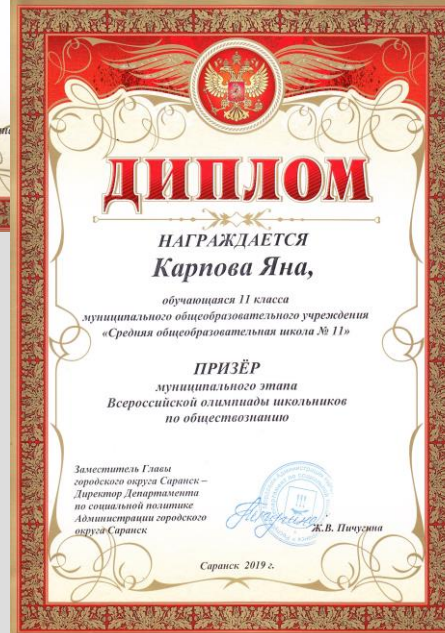 ДИПЛОМ
НАГРАЖДАЕТСЯ
Карпова Яна,
обучающаяся 11 класса
муниципального общеобразовательного учреждения
«Средняя общеобразовательная школа № 11»
ПРИЗЁР
муниципального этапа
Всероссийской олимпиады школьников
по обществознанию
Заместитель Главы
городского округа Саранск –
Директор Департамента
по социальной политике
Администрации городского
округа Саранск
Ж.В. Пичугина
Саранск 2019 г.